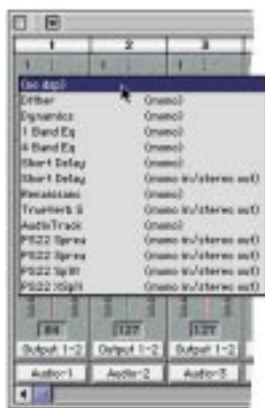 1 2 3
(no dsp)
Dither (mono)
Dynamics (mono)
1 Band Eq (mono)
4 Band Eq (mono)
Short Delay (mono)
Short Delay (mono in/stereo out)
Renaissanc (mono)
TrueVerb S (mono in/stereo out)
AudioTrack (mono)
PS22 Sprea (mono in/stereo out)
PS22 Sprea (mono in/stereo out)
PS22 Split (mono in/stereo out)
PS22 XSpli (mono in/stereo out)
127 127
Output 1-2 Output 1-2 Output 1-2
Audio-1 Audio-2 Audio-3